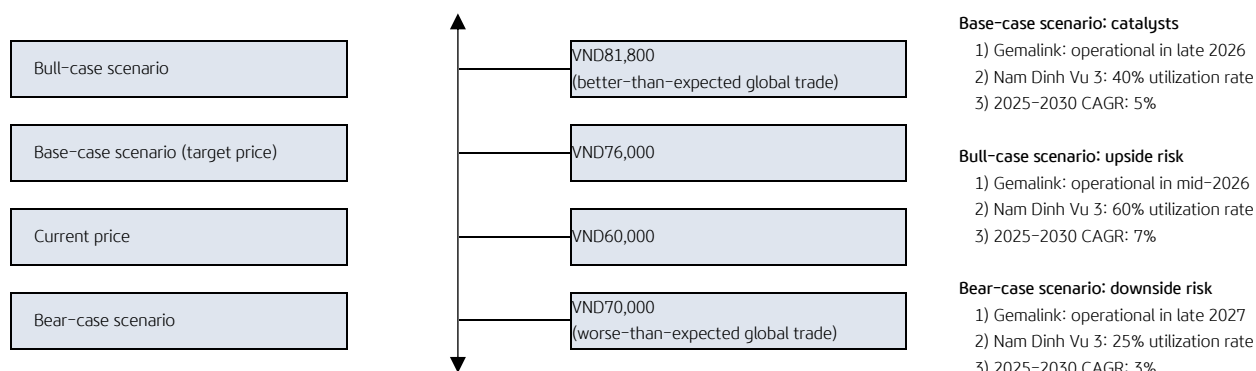 Bull-case scenario
VND81,800
(better-than-expected global trade)
Base-case scenario (target price)
VND76,000
Current price
VND60,000
Bear-case scenario
VND70,000
(worse-than-expected global trade)
Base-case scenario: catalysts
1) Gemalink: operational in late 2026
2) Nam Dinh Vu 3: 40% utilization rate
3) 2025-2030 CAGR: 5%
Bull-case scenario: upside risk
1) Gemalink: operational in mid-2026
2) Nam Dinh Vu 3: 60% utilization rate
3) 2025-2030 CAGR: 7%
Bear-case scenario: downside risk
1) Gemalink: operational in late 2027
2) Nam Dinh Vu 3: 25% utilization rate
3) 2025-2030 CAGR: 3%